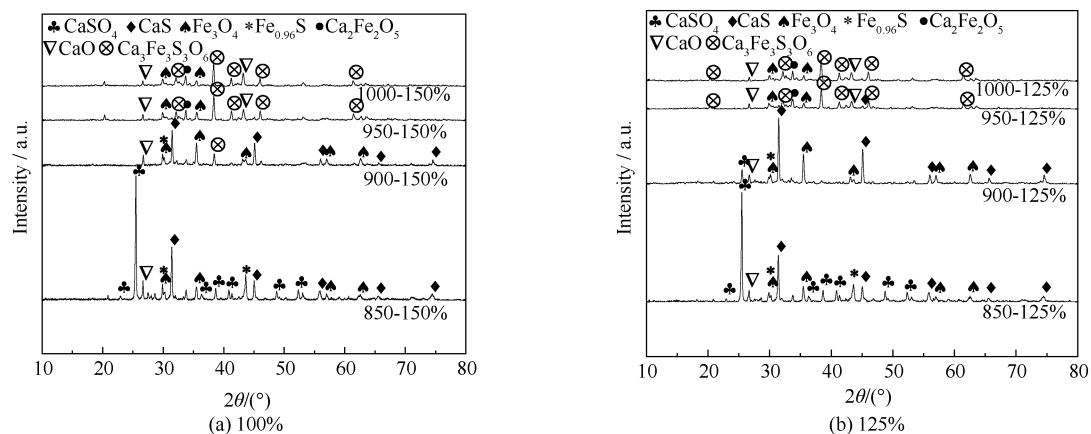 ♣CaSO₄ ♦CaS ♠Fe₃O₄ *Fe₀.₉₆S ●Ca₂Fe₂O₅
▽CaO ⊗Ca₃Fe₃S₃O₆
1000-150%
950-150%
900-150%
850-150%
Intensity / a.u.
10 20 30 40 50 60 70 80
2θ/(°)
(a) 100%
♣CaSO₄ ♦CaS ♠Fe₃O₄ *Fe₀.₉₆S ●Ca₂Fe₂O₅
▽CaO ⊗Ca₃Fe₃S₃O₆
1000-125%
950-125%
900-125%
850-125%
Intensity / a.u.
10 20 30 40 50 60 70 80
2θ/(°)
(b) 125%